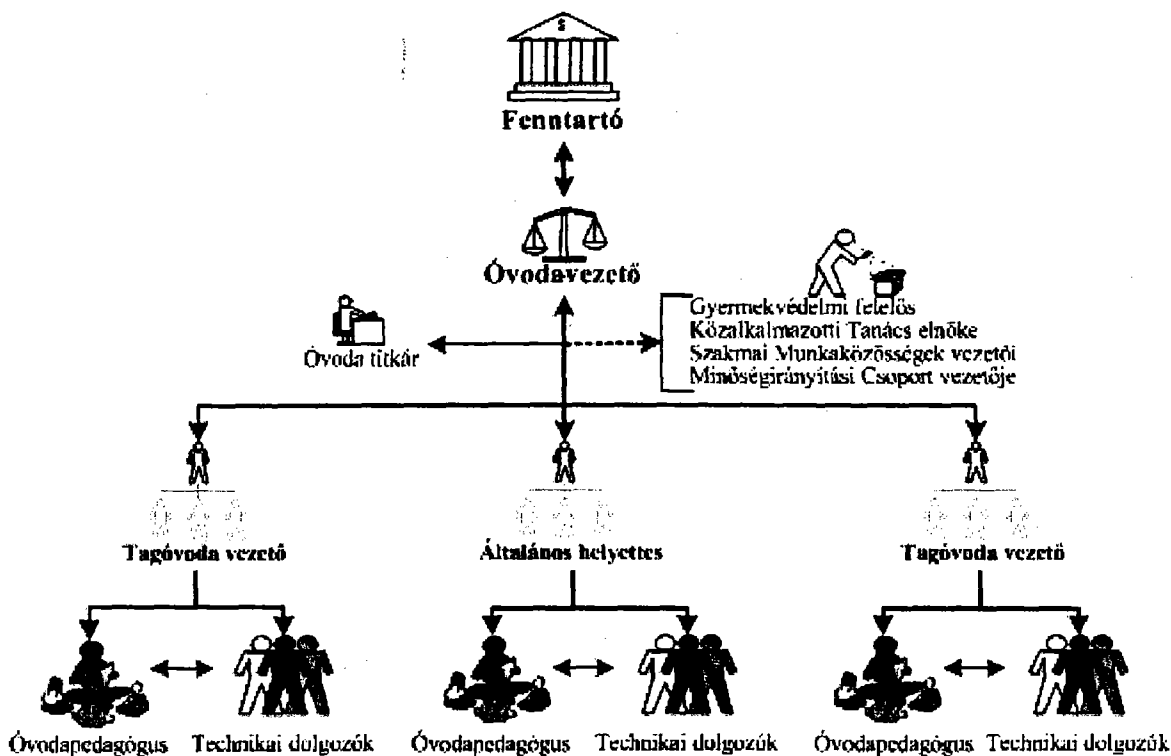 Fenntartó
Óvodavezető
Gyermekvédelmi felelős
Közalkalmazotti Tanács elnöke
Szakmai Munkaközösségek vezetői
Minőségirányítási Csoport vezetője
Óvoda titkár
Tagóvoda vezető
Általános helyettes
Tagóvoda vezető
Óvodapedagógus
Technikai dolgozók
Óvodapedagógus
Technikai dolgozók
Óvodapedagógus
Technikai dolgozók